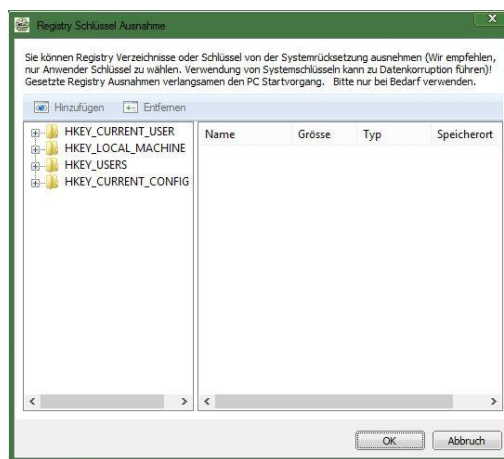 Registry Schlüssel Ausnahme
Sie können Registry Verzeichnisse oder Schlüssel von der Systemrücksetzung ausnehmen (Wir empfehlen,
nur Anwender Schlüssel zu wählen. Verwendung von Systemschlüsseln kann zu Datenkorruption führen)!
Gesetzte Registry Ausnahmen verlangsamen den PC Startvorgang. Bitte nur bei Bedarf verwenden.
Hinzufügen Entfernen
HKEY_CURRENT_USER
HKEY_LOCAL_MACHINE
HKEY_USERS
HKEY_CURRENT_CONFIG
Name Grösse Typ Speicherort
OK Abbruch